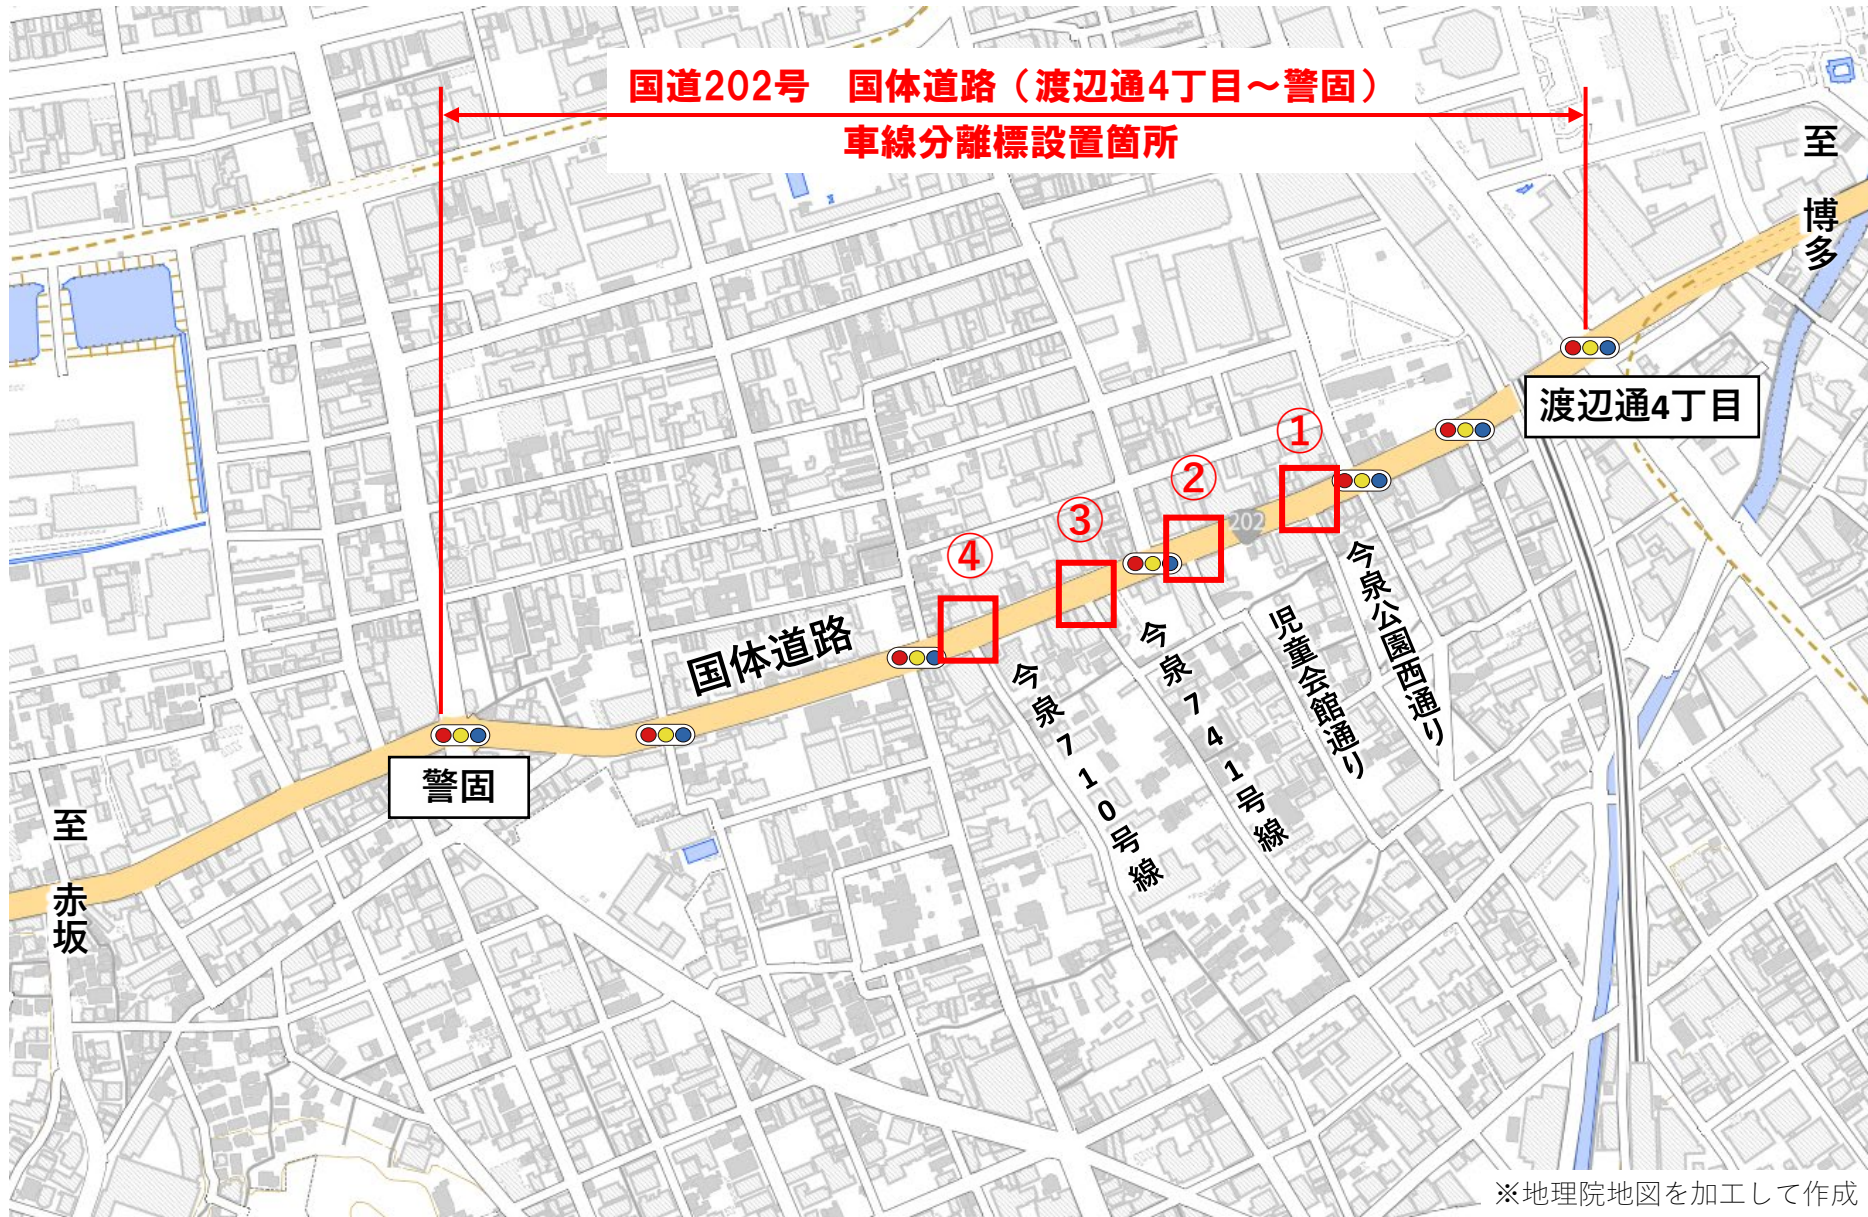 国道202号　国体道路（渡辺通4丁目～警固）
車線分離標設置箇所
至　博多
渡辺通4丁目
①
②
202
③
④
今泉公園西通り
児童会館通り
今泉741号線
今泉710号線
国体道路
警固
至　赤坂
※地理院地図を加工して作成